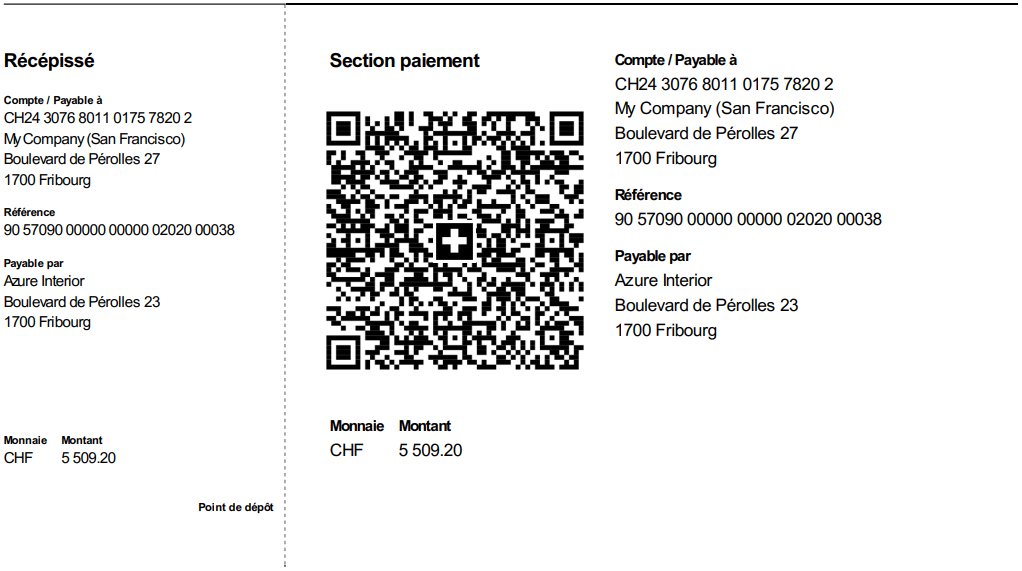 Récépissé
Compte / Payable à
CH24 3076 8011 0175 7820 2
My Company (San Francisco)
Boulevard de Pérolles 27
1700 Fribourg
Référence
90 57090 00000 00000 02020 00038
Payable par
Azure Interior
Boulevard de Pérolles 23
1700 Fribourg
Monnaie Montant
CHF 5 509.20
Point de dépôt
Section paiement
Monnaie Montant
CHF 5 509.20
Compte / Payable à
CH24 3076 8011 0175 7820 2
My Company (San Francisco)
Boulevard de Pérolles 27
1700 Fribourg
Référence
90 57090 00000 00000 02020 00038
Payable par
Azure Interior
Boulevard de Pérolles 23
1700 Fribourg